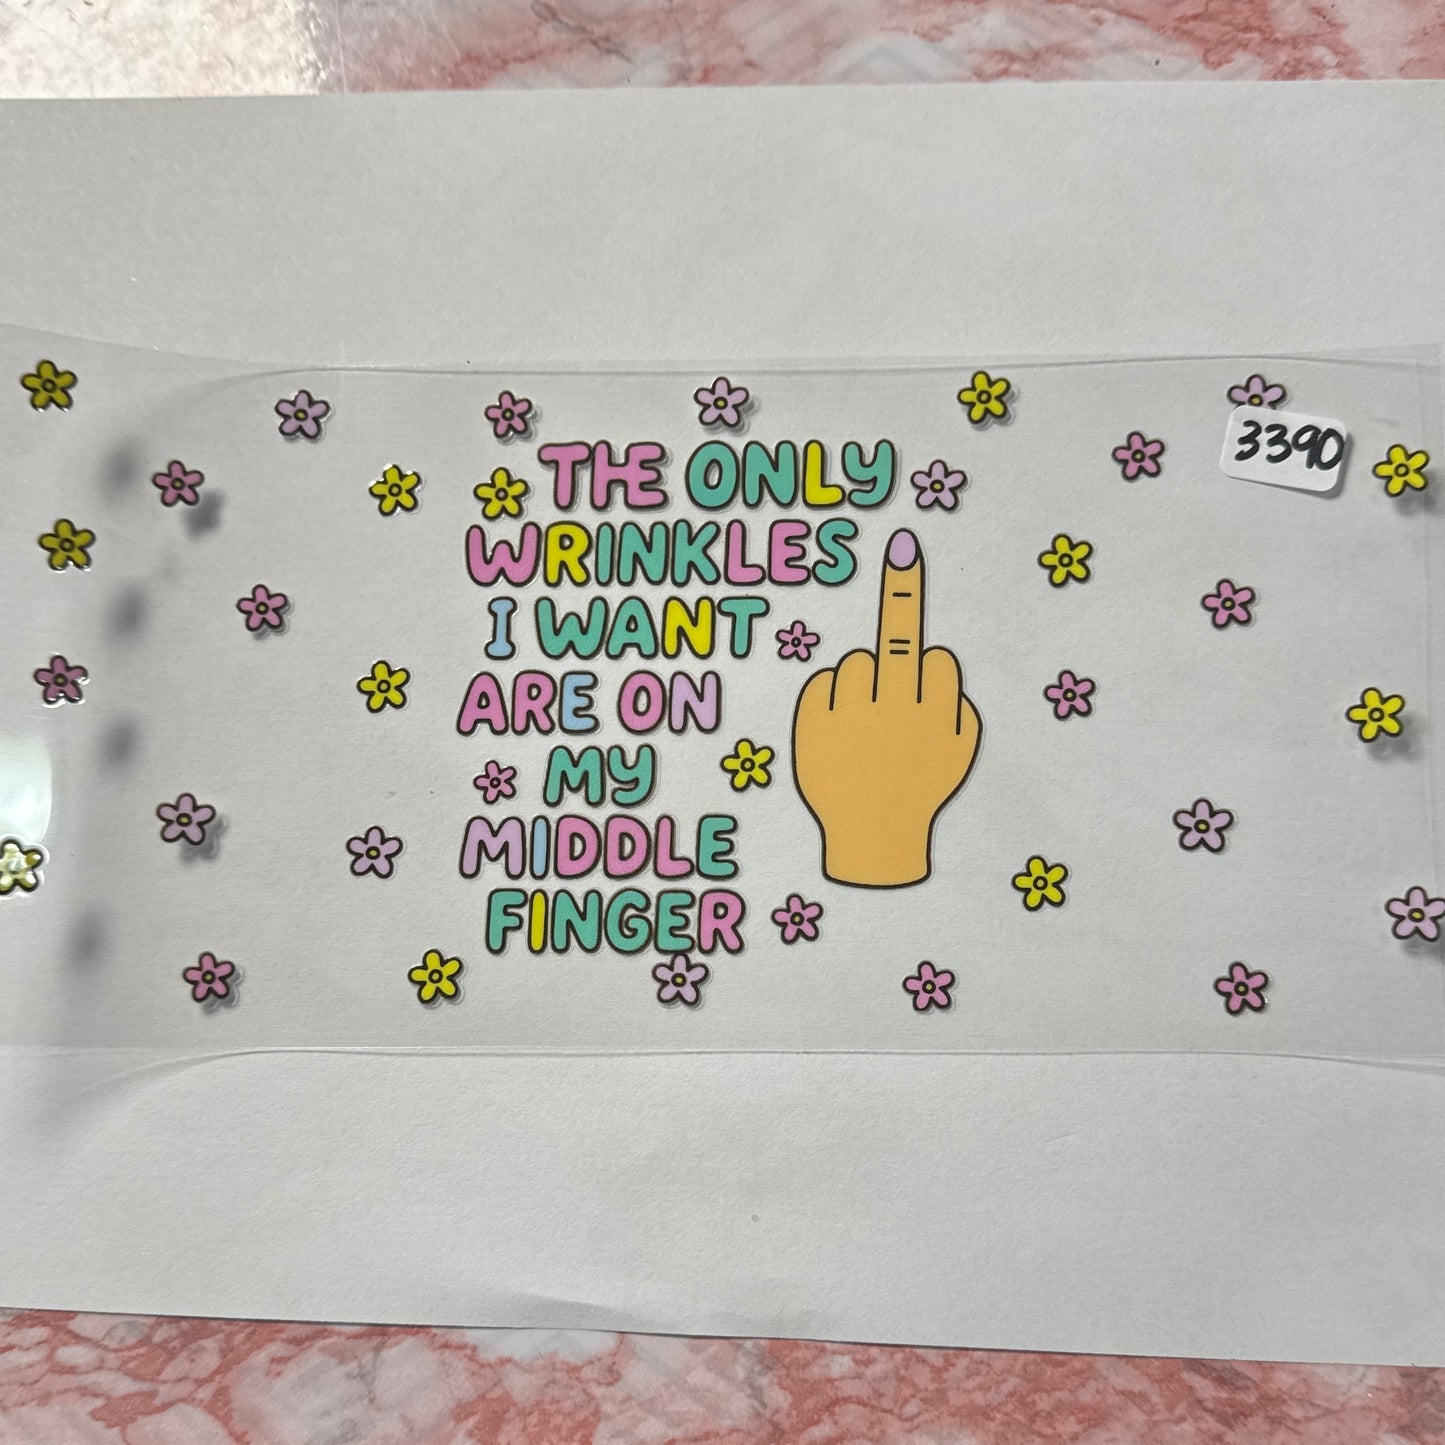 THE ONLY
WRINKLES
I WANT
ARE ON
MY
MIDDLE
FINGER
3390